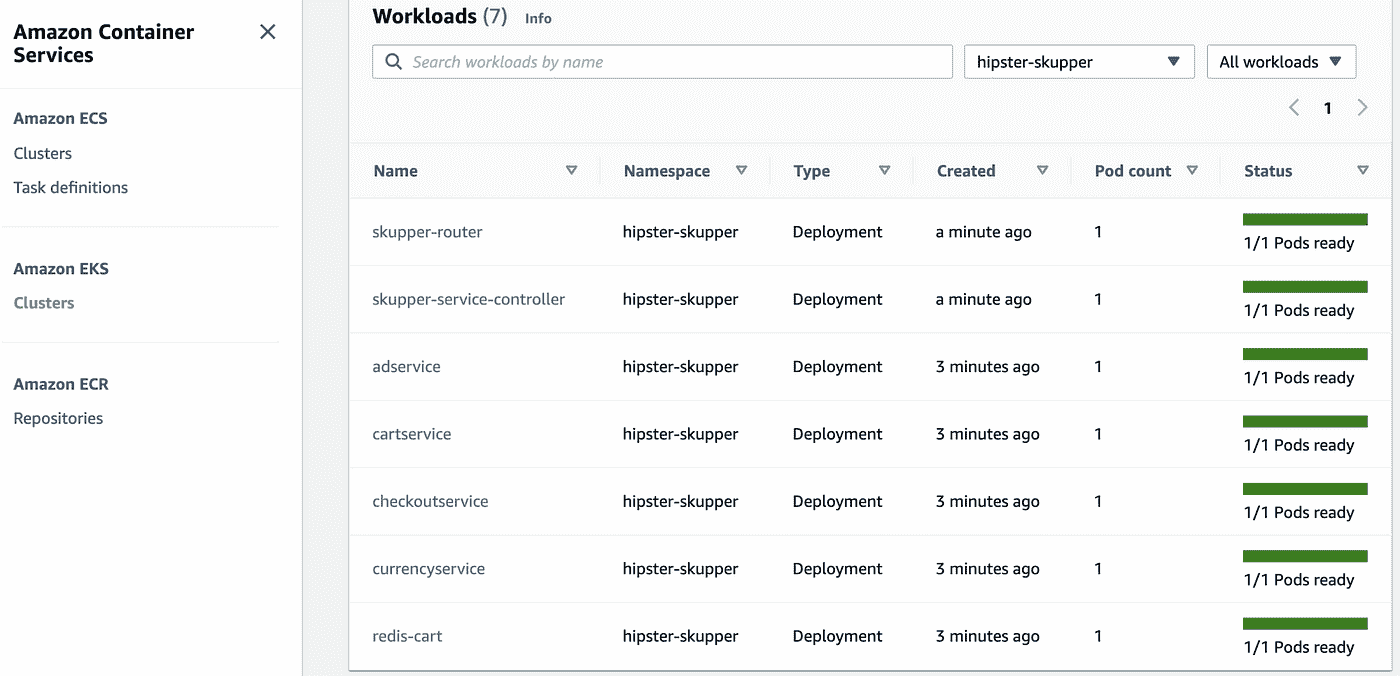 Amazon Container
Services
Amazon ECS
Clusters
Task definitions
Amazon EKS
Clusters
Amazon ECR
Repositories
Workloads (7) Info
Search workloads by name
hipster-skupper
All workloads
1
Name Namespace Type Created Pod count Status
skupper-router hipster-skupper Deployment a minute ago 1 1/1 Pods ready
skupper-service-controller hipster-skupper Deployment a minute ago 1 1/1 Pods ready
adservice hipster-skupper Deployment 3 minutes ago 1 1/1 Pods ready
cartservice hipster-skupper Deployment 3 minutes ago 1 1/1 Pods ready
checkoutservice hipster-skupper Deployment 3 minutes ago 1 1/1 Pods ready
currencyservice hipster-skupper Deployment 3 minutes ago 1 1/1 Pods ready
redis-cart hipster-skupper Deployment 3 minutes ago 1 1/1 Pods ready